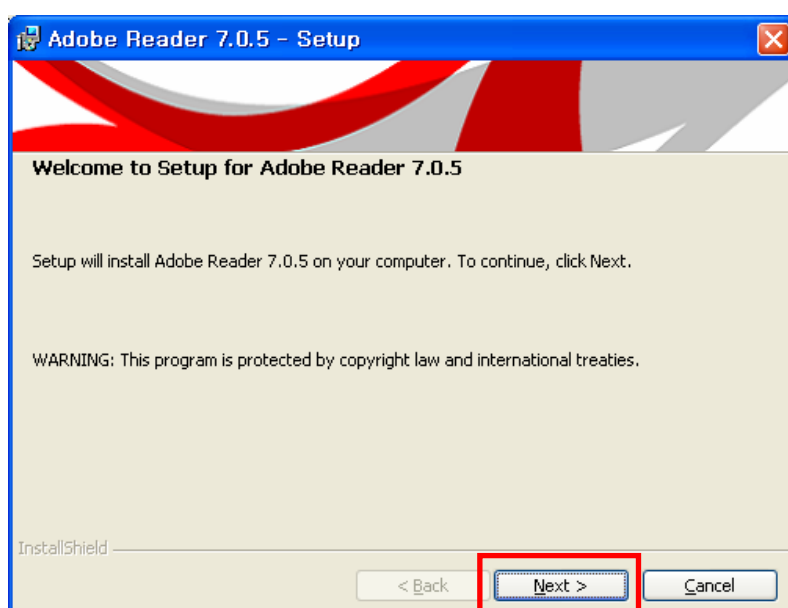 Adobe Reader 7.0.5 - Setup
Welcome to Setup for Adobe Reader 7.0.5
Setup will install Adobe Reader 7.0.5 on your computer. To continue, click Next.
WARNING: This program is protected by copyright law and international treaties.
InstallShield
< Back Next > Cancel